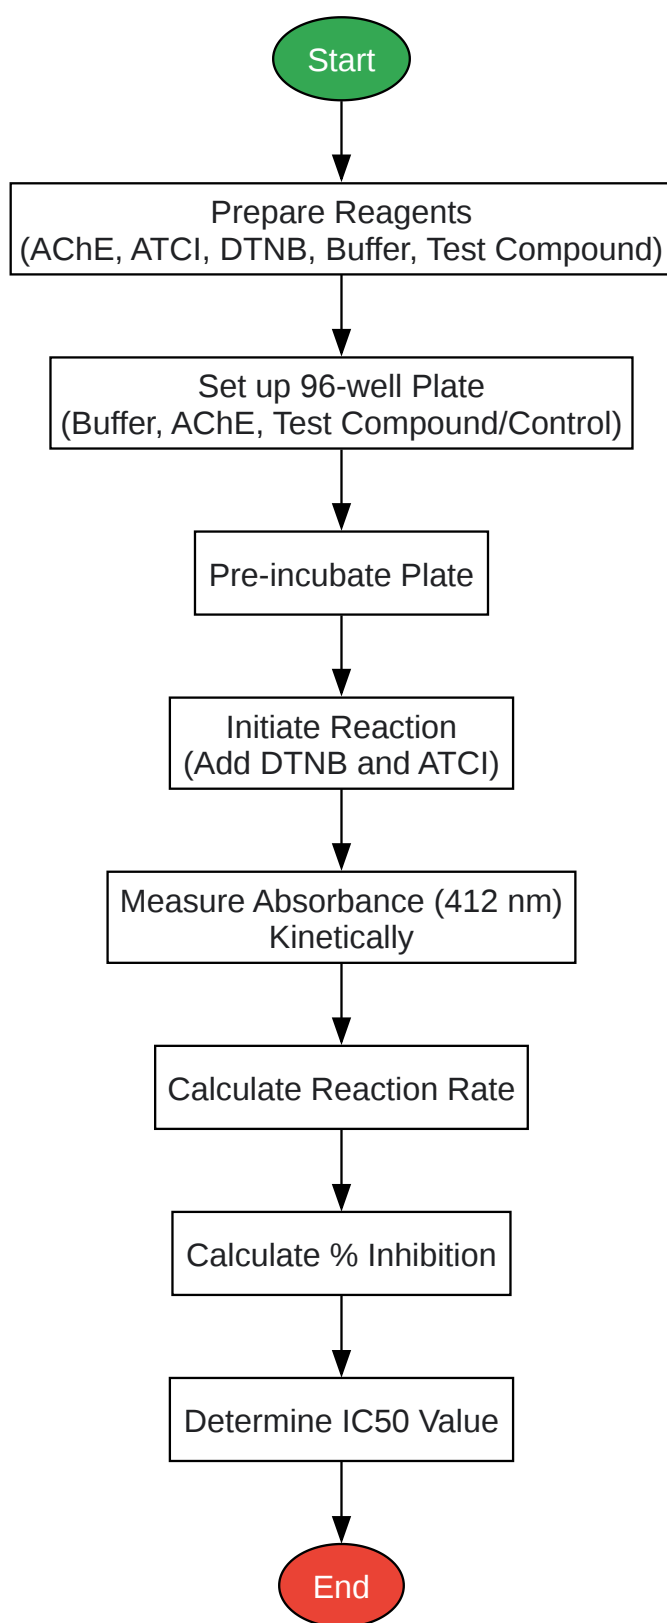 Start
Prepare Reagents
(AChE, ATCI, DTNB, Buffer, Test Compound)
Set up 96-well Plate
(Buffer, AChE, Test Compound/Control)
Pre-incubate Plate
Initiate Reaction
(Add DTNB and ATCI)
Measure Absorbance (412 nm)
Kinetically
Calculate Reaction Rate
Calculate % Inhibition
Determine IC50 Value
End